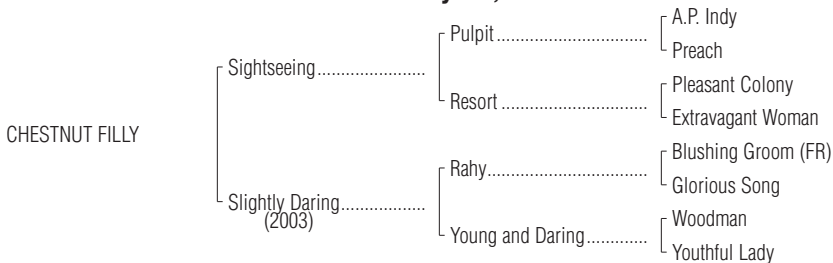 A.P. Indy
Pulpit
Preach
Sightseeing
Pleasant Colony
Resort
Extravagant Woman
CHESTNUT FILLY
Blushing Groom (FR)
Rahy
Glorious Song
Slightly Daring
(2003)
Woodman
Young and Daring
Youthful Lady